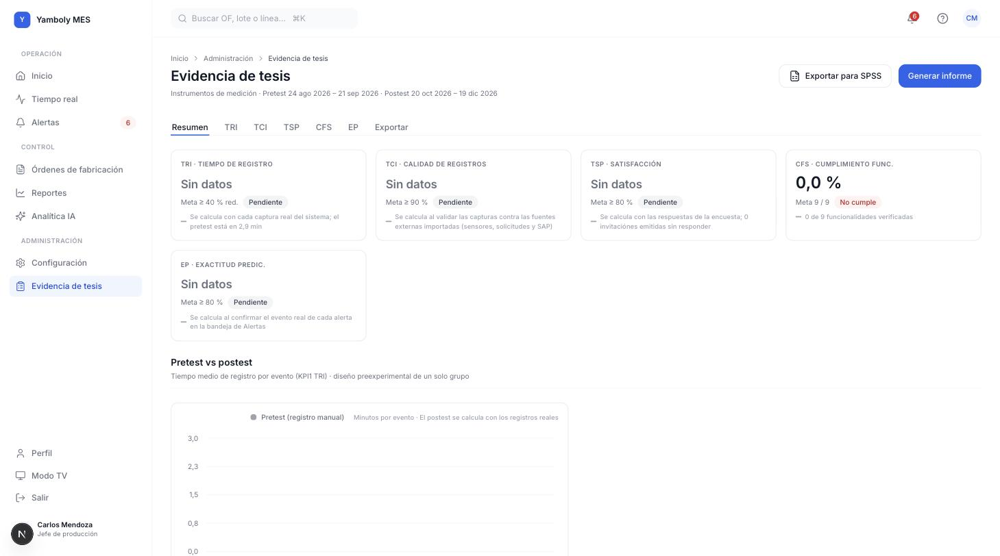 Y Yamboly MES
Buscar OF, lote o línea... ⌘K
6
CM
OPERACIÓN
Inicio
Tiempo real
Alertas 6
CONTROL
Órdenes de fabricación
Reportes
Analítica IA
ADMINISTRACIÓN
Configuración
Evidencia de tesis
Perfil
Modo TV
Salir
N
Carlos Mendoza
Jefe de producción
Inicio > Administración > Evidencia de tesis
Evidencia de tesis
Instrumentos de medición · Pretest 24 ago 2026 – 21 sep 2026 · Postest 20 oct 2026 – 19 dic 2026
Exportar para SPSS
Generar informe
Resumen TRI TCI TSP CFS EP Exportar
TRI · TIEMPO DE REGISTRO
Sin datos
Meta ≥ 40 % red. Pendiente
— Se calcula con cada captura real del sistema; el
pretest está en 2,9 min
TCI · CALIDAD DE REGISTROS
Sin datos
Meta ≥ 90 % Pendiente
— Se calcula al validar las capturas contra las fuentes
externas importadas (sensores, solicitudes y SAP)
TSP · SATISFACCIÓN
Sin datos
Meta ≥ 80 % Pendiente
— Se calcula con las respuestas de la encuesta; 0
invitaciónes emitidas sin responder
CFS · CUMPLIMIENTO FUNC.
0,0 %
Meta 9 / 9 No cumple
— 0 de 9 funcionalidades verificadas
EP · EXACTITUD PREDIC.
Sin datos
Meta ≥ 80 % Pendiente
— Se calcula al confirmar el evento real de cada alerta
en la bandeja de Alertas
Pretest vs postest
Tiempo medio de registro por evento (KPI1 TRI) · diseño preexperimental de un solo grupo
Pretest (registro manual) Minutos por evento · El postest se calcula con los registros reales
3,0
2,3
1,5
0,8
0,0